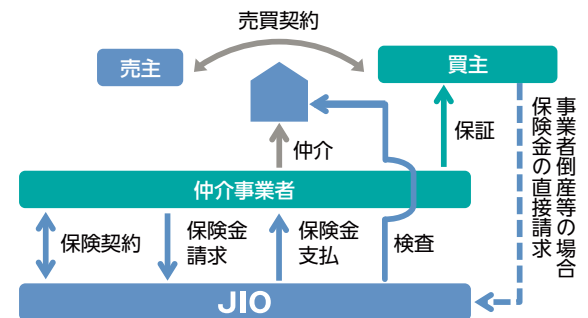 売買契約
売主
買主
仲介
保証
事業者倒産等の場合
保険金の直接請求
仲介事業者
保険契約
保険金
請求
保険金
支払
検査
JIO